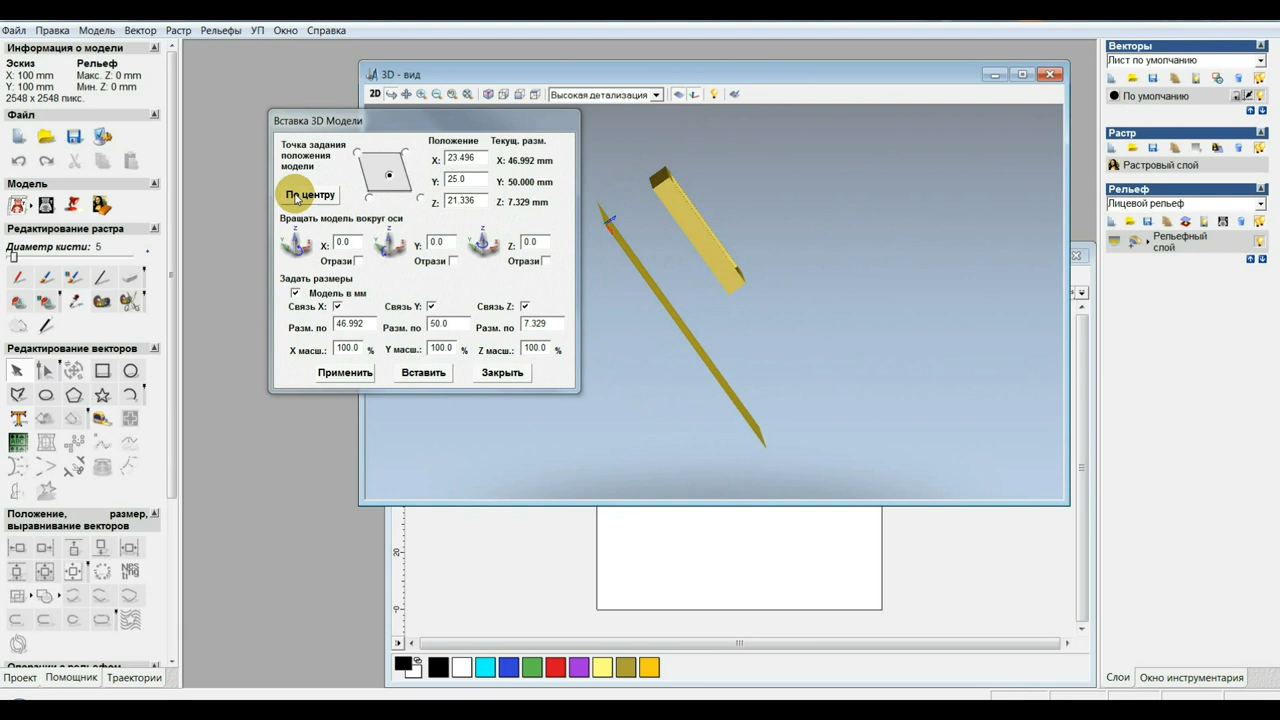 Файл Правка Модель Вектор Растр Рельефы УП Окно Справка
Информация о модели
Эскиз Рельеф
X: 100 mm Макс. Z: 0 mm
Y: 100 mm Мин. Z: 0 mm
2548 x 2548 пикс.
Файл
Модель
Редактирование растра
Диаметр кисти: 5
Редактирование векторов
Положение, размер,
выравнивание векторов
Операции с рельефом
Проект Помощник Траектории
3D - вид
2D
Высокая детализация
Вставка 3D Модели
Точка задания
положения
модели
По центру
Положение Текущ. разм.
X: 23.496 X: 46.992 mm
Y: 25.0 Y: 50.000 mm
Z: 21.336 Z: 7.329 mm
Вращать модель вокруг оси
X: 0.0 Y: 0.0 Z: 0.0
Отрази Отрази Отрази
Задать размеры
Модель в мм
Связь X: Связь Y: Связь Z:
Разм. по 46.992 Разм. по 50.0 Разм. по 7.329
X масш.: 100.0 % Y масш.: 100.0 % Z масш.: 100.0 %
Применить Вставить Закрыть
20
Векторы
Лист по умолчанию
По умолчанию
Растр
Растровый слой
Рельеф
Лицевой рельеф
Рельефный
слой
Слои Окно инструментария